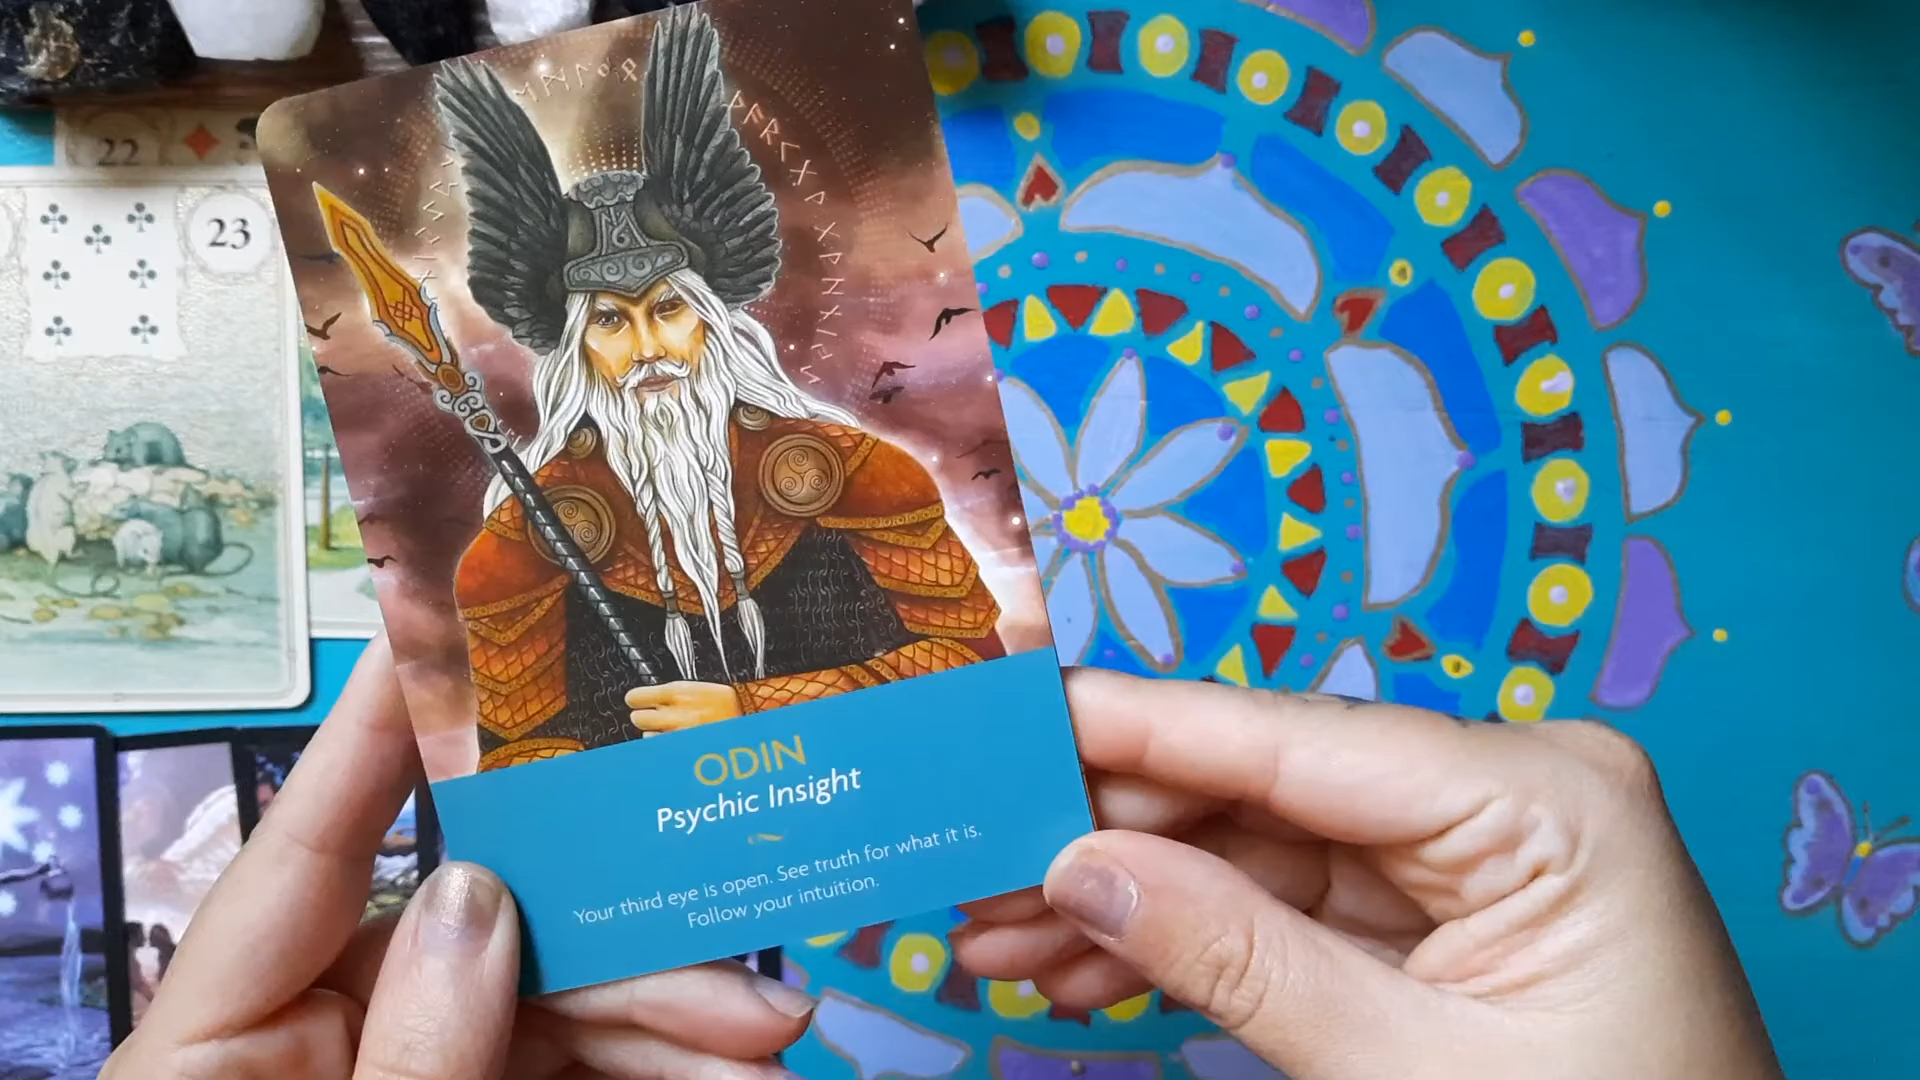 22
23
ODIN
Psychic Insight
Your third eye is open. See truth for what it is.
Follow your intuition.